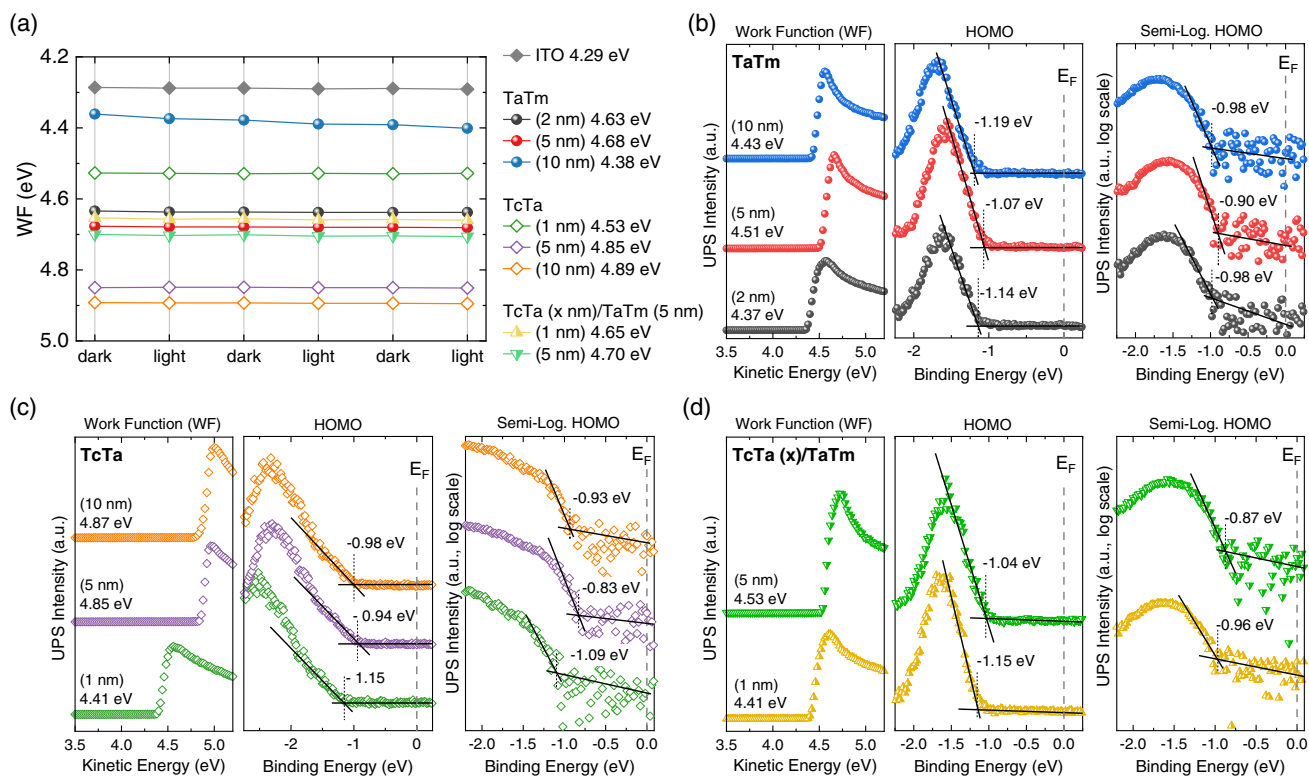 (a)
4.2
4.4
4.6
4.8
5.0
WF (eV)
dark light dark light dark light
ITO 4.29 eV
TaTm
(2 nm) 4.63 eV
(5 nm) 4.68 eV
(10 nm) 4.38 eV
TcTa
(1 nm) 4.53 eV
(5 nm) 4.85 eV
(10 nm) 4.89 eV
TcTa (x nm)/TaTm (5 nm)
(1 nm) 4.65 eV
(5 nm) 4.70 eV
(b)
Work Function (WF) HOMO Semi-Log. HOMO
TaTm
E_F
E_F
UPS Intensity (a.u.)
(10 nm)
4.43 eV
(5 nm)
4.51 eV
(2 nm)
4.37 eV
-1.19 eV
-1.07 eV
-1.14 eV
UPS Intensity (a.u., log scale)
-0.98 eV
-0.90 eV
-0.98 eV
3.5 4.0 4.5 5.0
-2 -1 0
-2.0 -1.5 -1.0 -0.5 0.0
Kinetic Energy (eV) Binding Energy (eV) Binding Energy (eV)
(c)
Work Function (WF) HOMO Semi-Log. HOMO
TcTa
E_F
E_F
UPS Intensity (a.u.)
(10 nm)
4.87 eV
(5 nm)
4.85 eV
(1 nm)
4.41 eV
-0.98 eV
-0.94 eV
- 1.15
UPS Intensity (a.u., log scale)
-0.93 eV
-0.83 eV
-1.09 eV
3.5 4.0 4.5 5.0
-2 -1 0
-2.0 -1.5 -1.0 -0.5 0.0
Kinetic Energy (eV) Binding Energy (eV) Binding Energy (eV)
(d)
Work Function (WF) HOMO Semi-Log. HOMO
TcTa (x)/TaTm
E_F
E_F
UPS Intensity (a.u.)
(5 nm)
4.53 eV
(1 nm)
4.41 eV
-1.04 eV
-1.15 eV
UPS Intensity (a.u., log scale)
-0.87 eV
-0.96 eV
3.5 4.0 4.5 5.0
-2 -1 0
-2.0 -1.5 -1.0 -0.5 0.0
Kinetic Energy (eV) Binding Energy (eV) Binding Energy (eV)